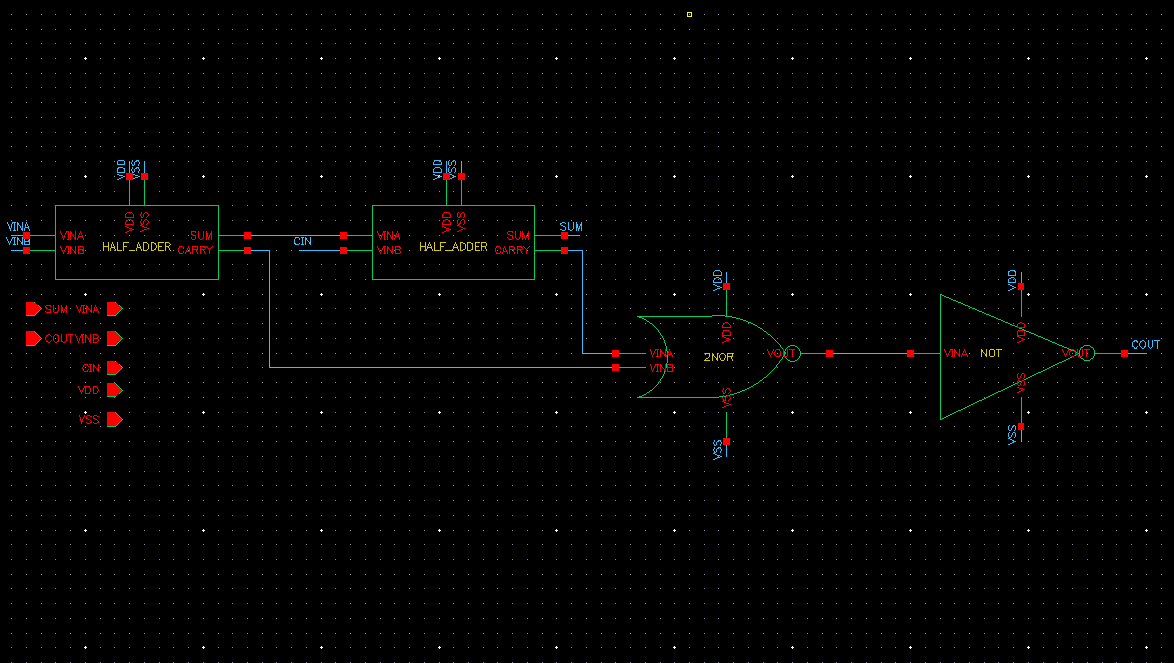 VDD VSS VDD VSS
VINA VDD VSS VDD VSS SUM
VINA SUM VINA SUM
VINB VINB HALF_ADDER CARRY CIN VINB HALF_ADDER CARRY
SUM VINA
COUT VINB
CIN
VDD
VSS
VDD VDD
VDD VDD
VINA 2NOR VOUT VINA NOT VOUT COUT
VINB
VSS VSS
VSS VSS